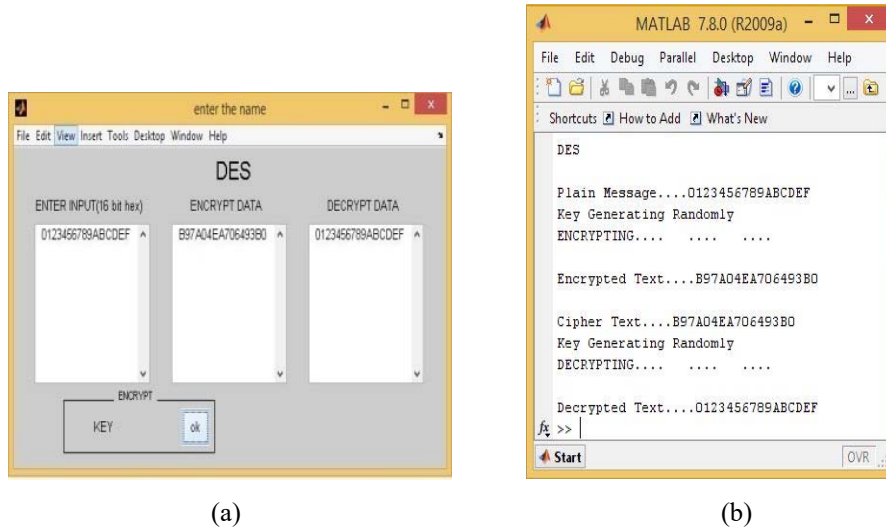 enter the name
File Edit View Insert Tools Desktop Window Help
DES
ENTER INPUT(16 bit hex) ENCRYPT DATA DECRYPT DATA
0123456789ABCDEF B97A04EA706493B0 0123456789ABCDEF
ENCRYPT
KEY ok
(a)
MATLAB 7.8.0 (R2009a)
File Edit Debug Parallel Desktop Window Help
Shortcuts How to Add What's New
DES
Plain Message....0123456789ABCDEF
Key Generating Randomly
ENCRYPTING.... .... ....
Encrypted Text....B97A04EA706493B0
Cipher Text....B97A04EA706493B0
Key Generating Randomly
DECRYPTING.... .... ....
Decrypted Text....0123456789ABCDEF
fx >>
Start OVR
(b)